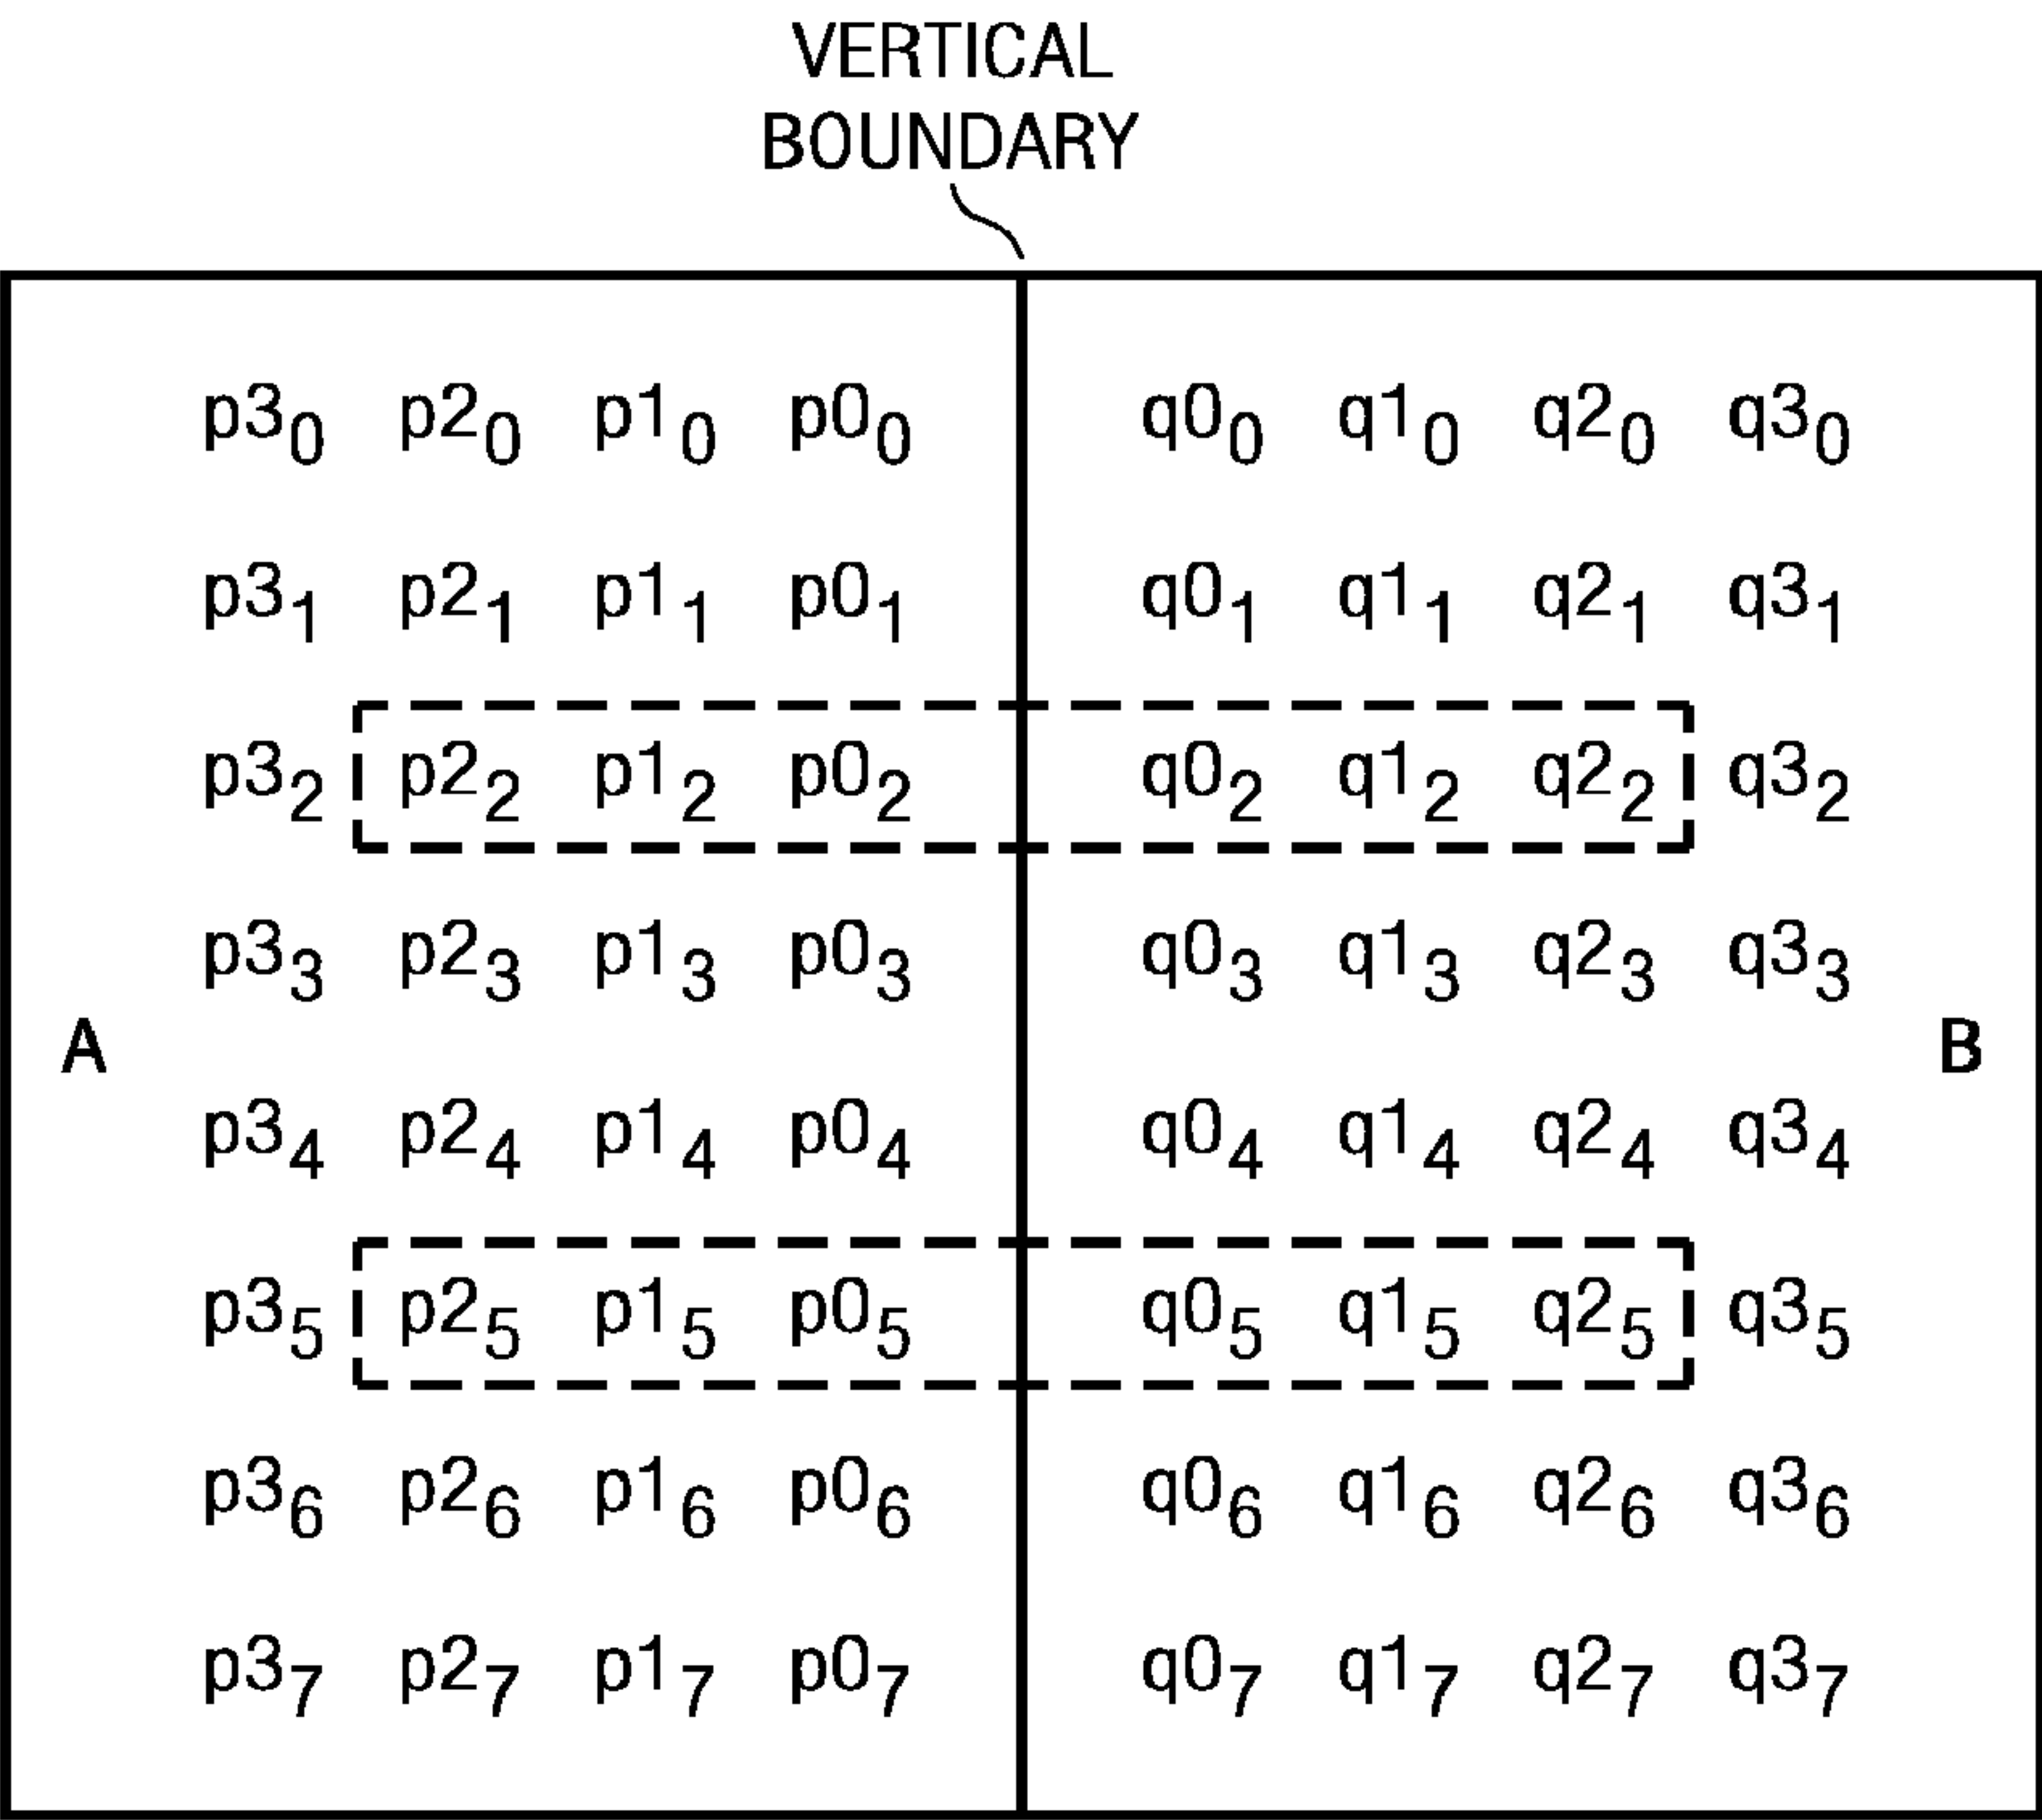 VERTICAL
BOUNDARY
p3₀ p2₀ p1₀ p0₀ q0₀ q1₀ q2₀ q3₀
p3₁ p2₁ p1₁ p0₁ q0₁ q1₁ q2₁ q3₁
p3₂ p2₂ p1₂ p0₂ q0₂ q1₂ q2₂ q3₂
p3₃ p2₃ p1₃ p0₃ q0₃ q1₃ q2₃ q3₃
A B
p3₄ p2₄ p1₄ p0₄ q0₄ q1₄ q2₄ q3₄
p3₅ p2₅ p1₅ p0₅ q0₅ q1₅ q2₅ q3₅
p3₆ p2₆ p1₆ p0₆ q0₆ q1₆ q2₆ q3₆
p3₇ p2₇ p1₇ p0₇ q0₇ q1₇ q2₇ q3₇